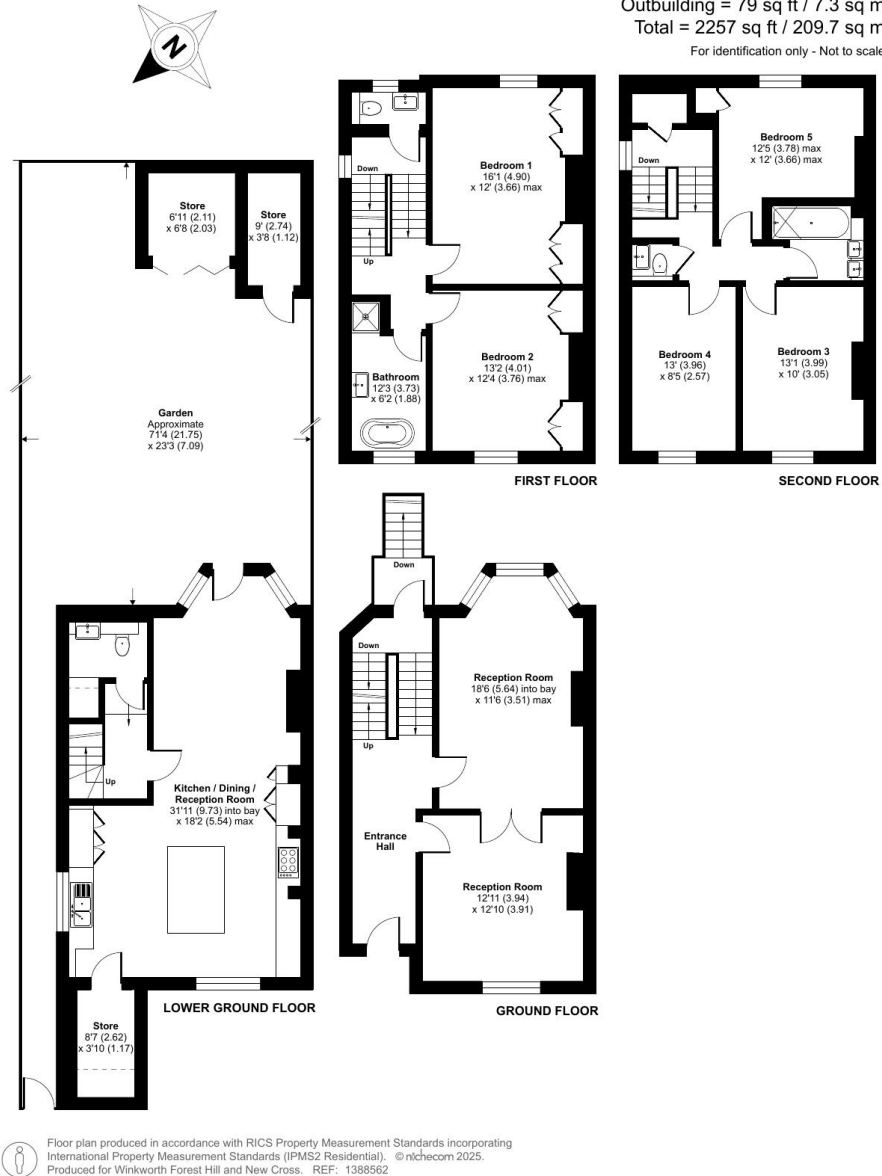 Outbuilding = 79 sq ft / 7.3 sq m
Total = 2257 sq ft / 209.7 sq m
For identification only - Not to scale
N
Store
6'11 (2.11)
x 6'8 (2.03)
Store
9' (2.74)
x 3'8 (1.12)
Garden
Approximate
71'4 (21.75)
x 23'3 (7.09)
Down
Up
Bedroom 1
16'1 (4.90)
x 12' (3.66) max
Bedroom 2
13'2 (4.01)
x 12'4 (3.76) max
Bathroom
12'3 (3.73)
x 6'2 (1.88)
FIRST FLOOR
Down
Bedroom 5
12'5 (3.78) max
x 12' (3.66) max
Bedroom 4
13' (3.96)
x 8'5 (2.57)
Bedroom 3
13'1 (3.99)
x 10' (3.05)
SECOND FLOOR
Up
Kitchen / Dining /
Reception Room
31'11 (9.73) into bay
x 18'2 (5.54) max
Store
8'7 (2.62)
x 3'10 (1.17)
LOWER GROUND FLOOR
Down
Down
Up
Reception Room
18'6 (5.64) into bay
x 11'6 (3.51) max
Entrance
Hall
Reception Room
12'11 (3.94)
x 12'10 (3.91)
GROUND FLOOR
Floor plan produced in accordance with RICS Property Measurement Standards incorporating
International Property Measurement Standards (IPMS2 Residential). © nichecom 2025.
Produced for Winkworth Forest Hill and New Cross. REF: 1388562